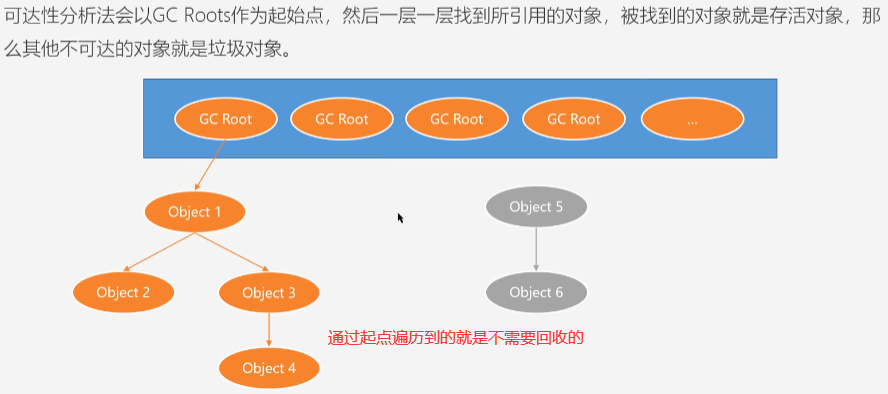 可达性分析法会以GC Roots作为起始点，然后一层一层找到所引用的对象，被找到的对象就是存活对象，那
么其他不可达的对象就是垃圾对象。
GC Root GC Root GC Root GC Root ...
Object 1
Object 5
Object 2
Object 3
Object 6
通过起点遍历到的就是不需要回收的
Object 4